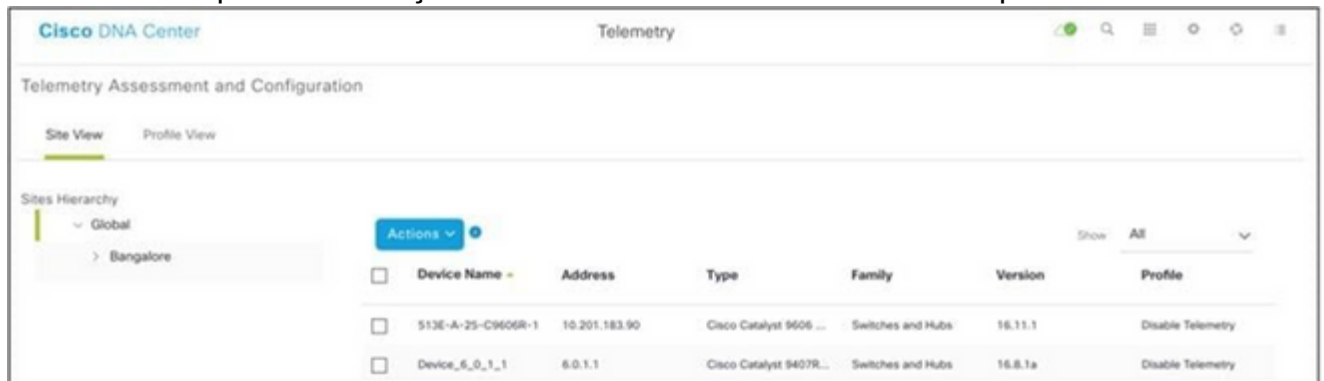 Cisco DNA Center Telemetry
Telemetry Assessment and Configuration
Site View Profile View
Sites Hierarchy
Global
Actions Show All
Bangalore
Device Name Address Type Family Version Profile
513E-A-25-C9606R-1 10.201.183.90 Cisco Catalyst 9606 ... Switches and Hubs 16.11.1 Disable Telemetry
Device_6_0_1_1 6.0.1.1 Cisco Catalyst 9407R... Switches and Hubs 16.8.1a Disable Telemetry